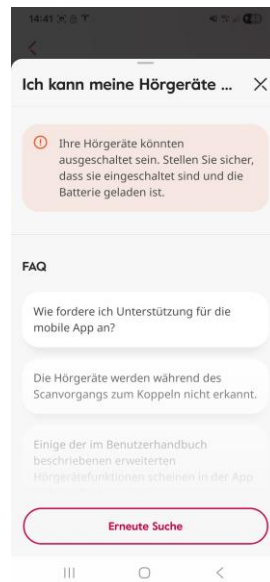 14:41
Ich kann meine Hörgeräte ...
Ihre Hörgeräte könnten
ausgeschaltet sein. Stellen Sie sicher,
dass sie eingeschaltet sind und die
Batterie geladen ist.
FAQ
Wie fordere ich Unterstützung für die
mobile App an?
Die Hörgeräte werden während des
Scanvorgangs zum Koppeln nicht erkannt.
Einige der im Benutzerhandbuch
beschriebenen erweiterten
Hörgerätefunktionen scheinen in der App
Erneute Suche